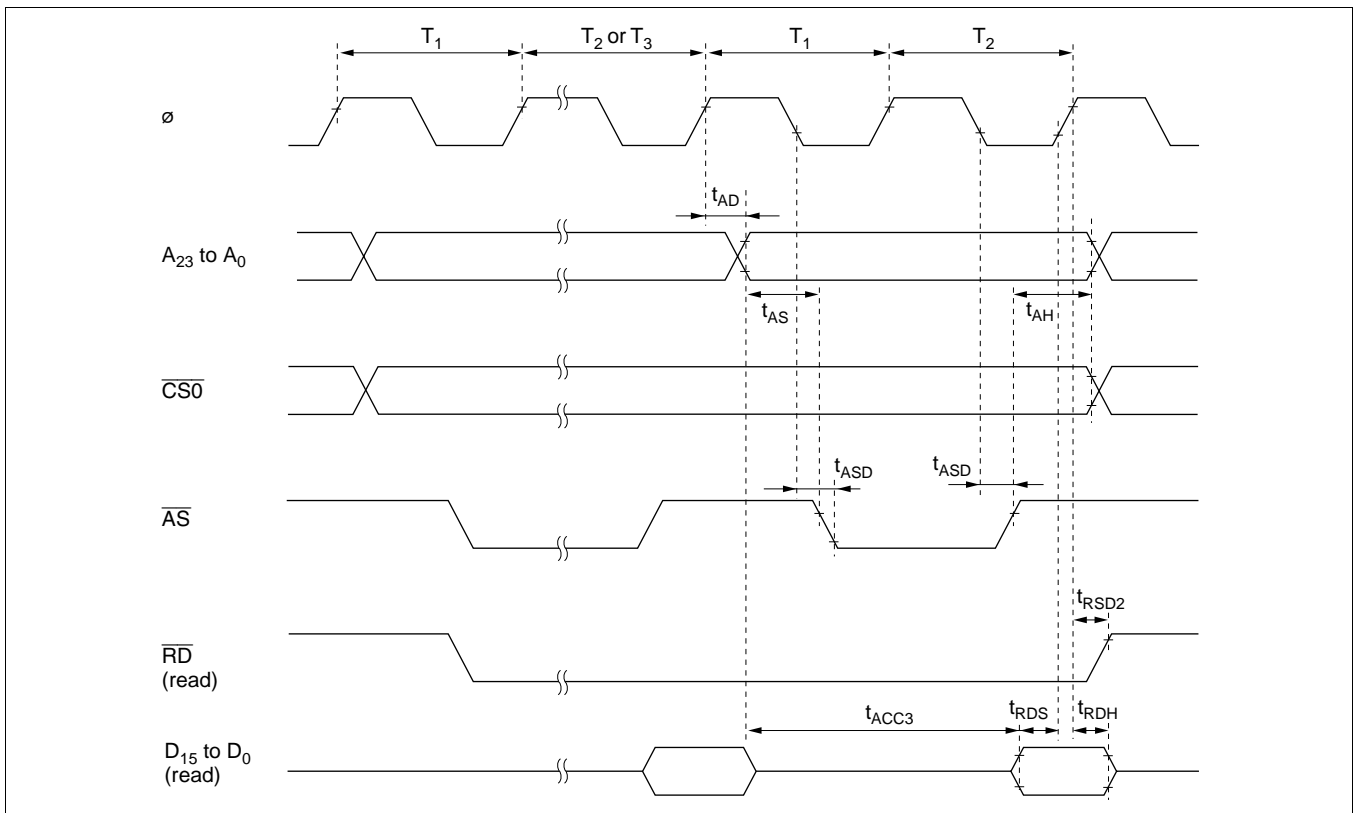 T1 T2 or T3 T1 T2
ø
tAD
A23 to A0
tAS tAH
CS0
tASD tASD
AS
tRSD2
RD
(read)
tACC3 tRDS tRDH
D15 to D0
(read)